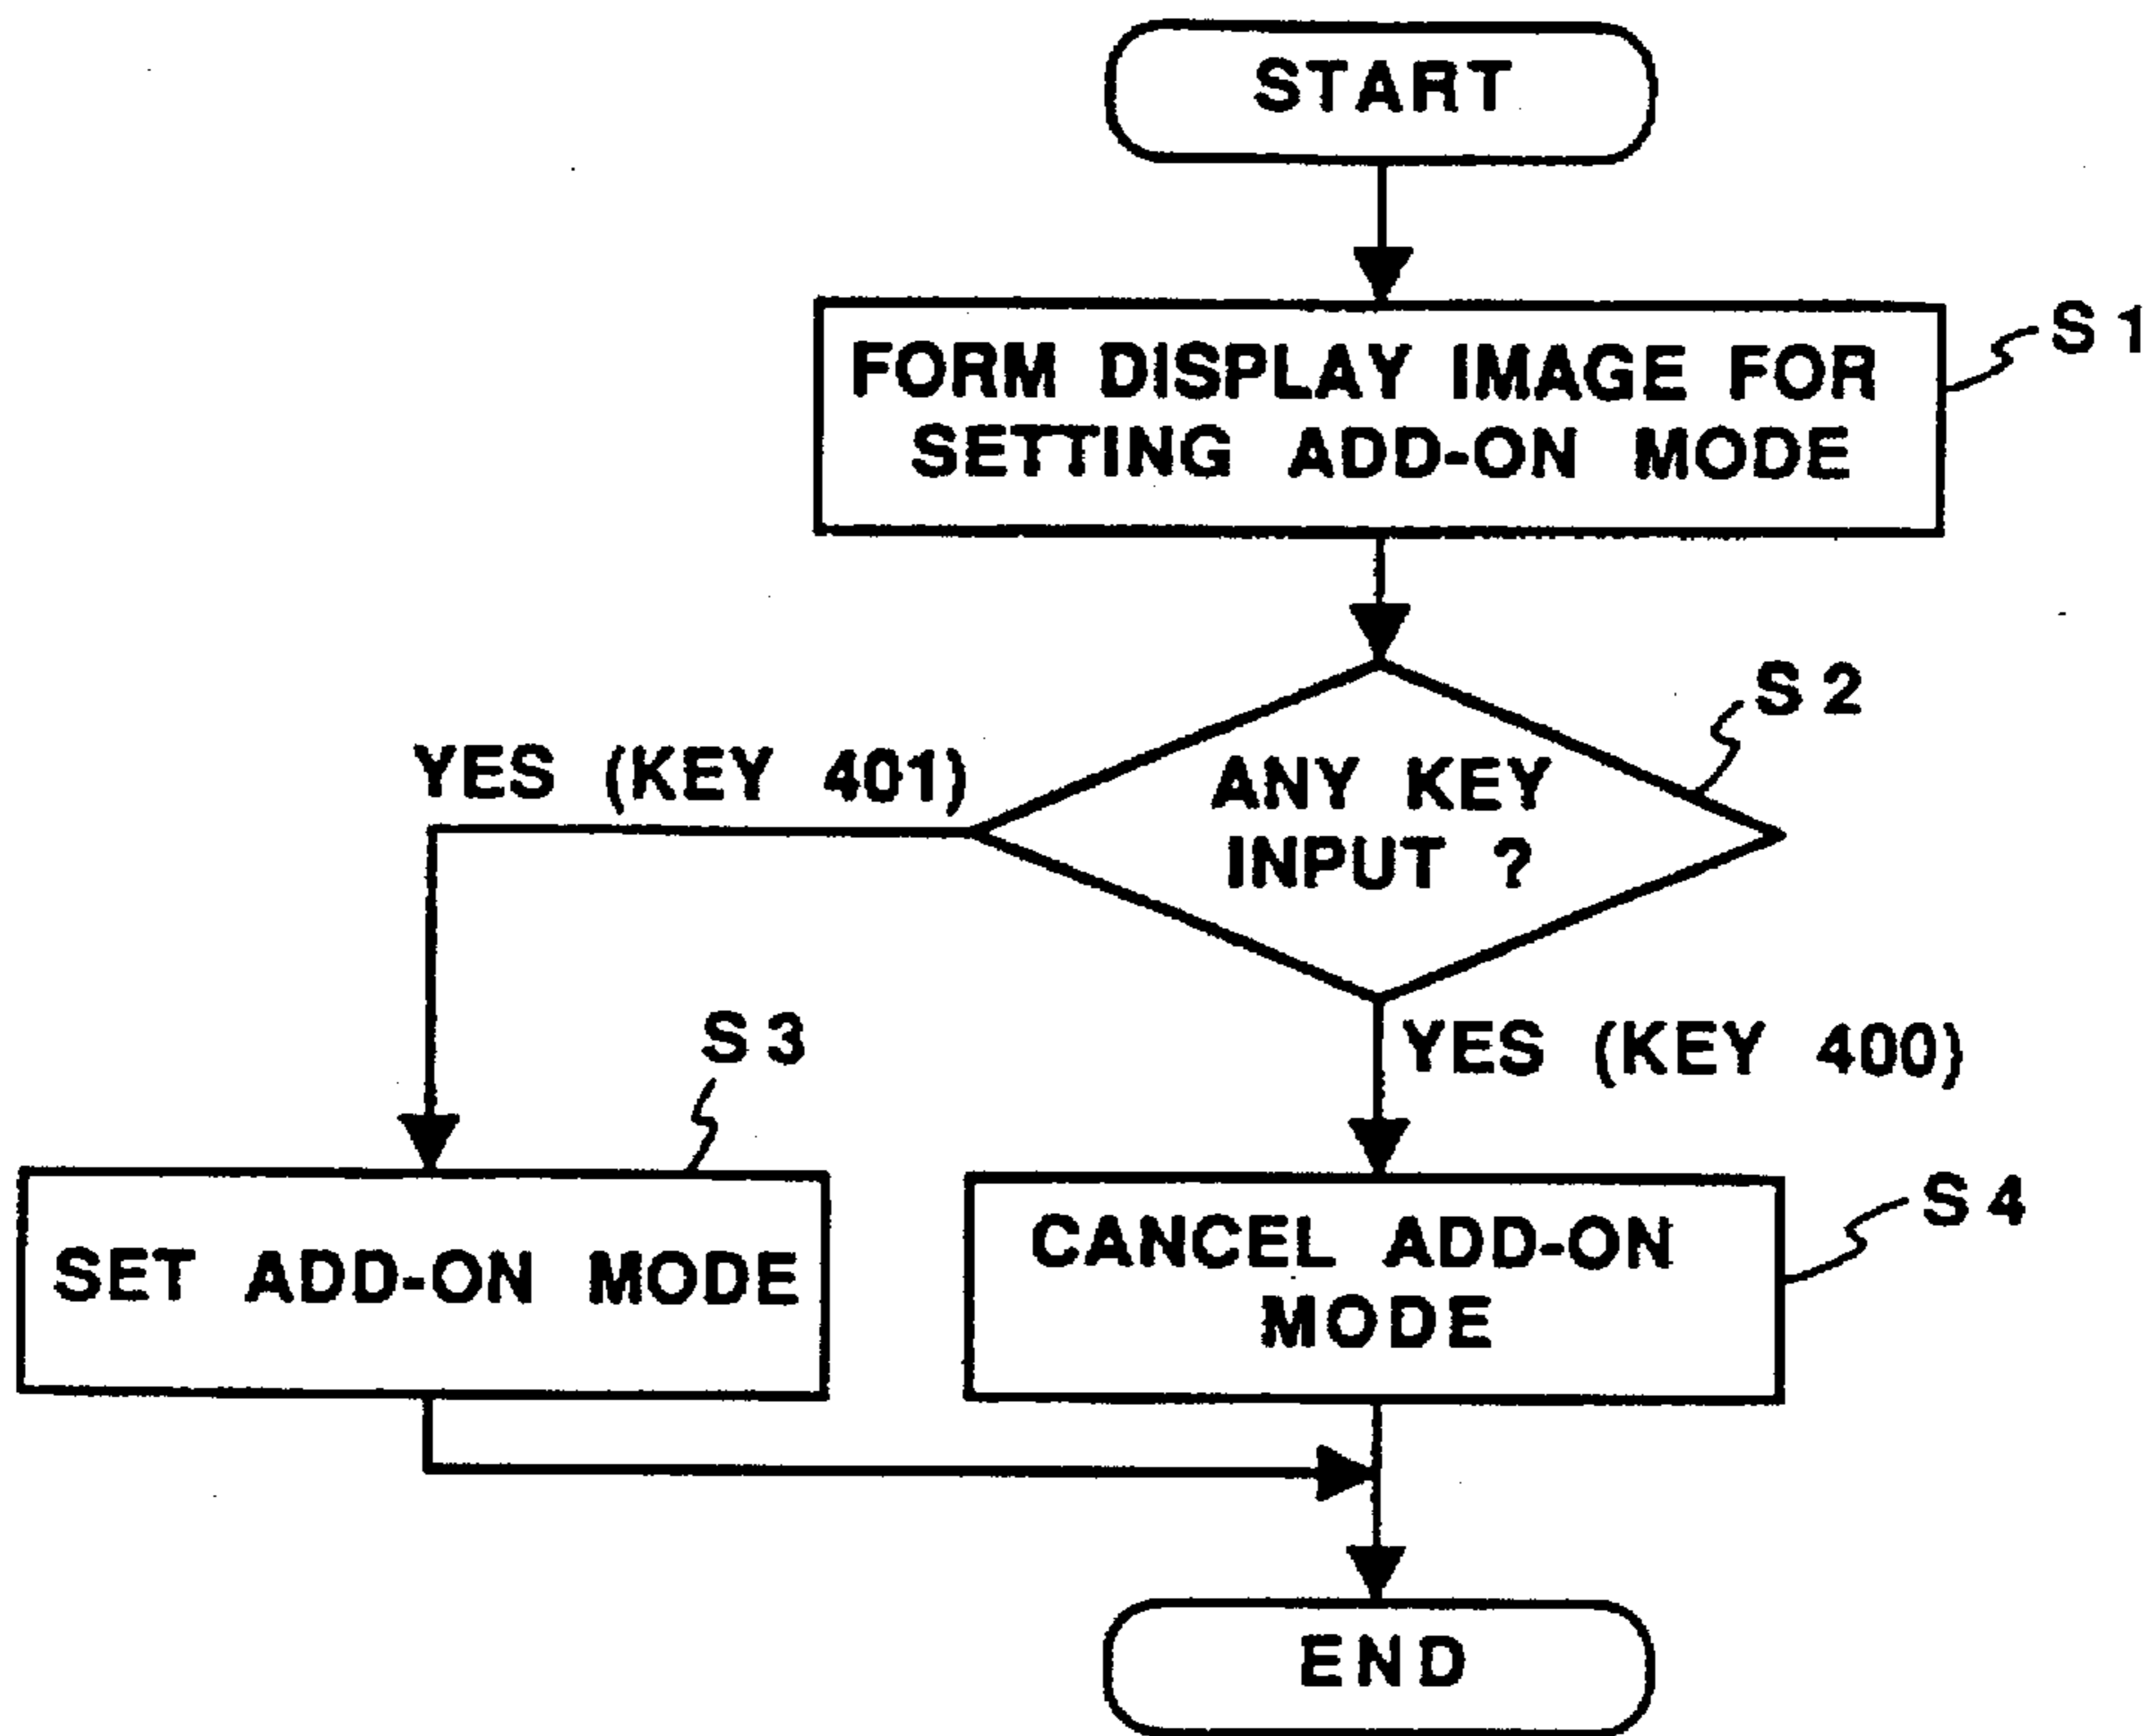 START
FORM DISPLAY IMAGE FOR
SETTING ADD-ON MODE
S1
S2
ANY KEY
INPUT ?
YES (KEY 401)
YES (KEY 400)
S3
SET ADD-ON MODE
CANCEL ADD-ON
MODE
S4
END